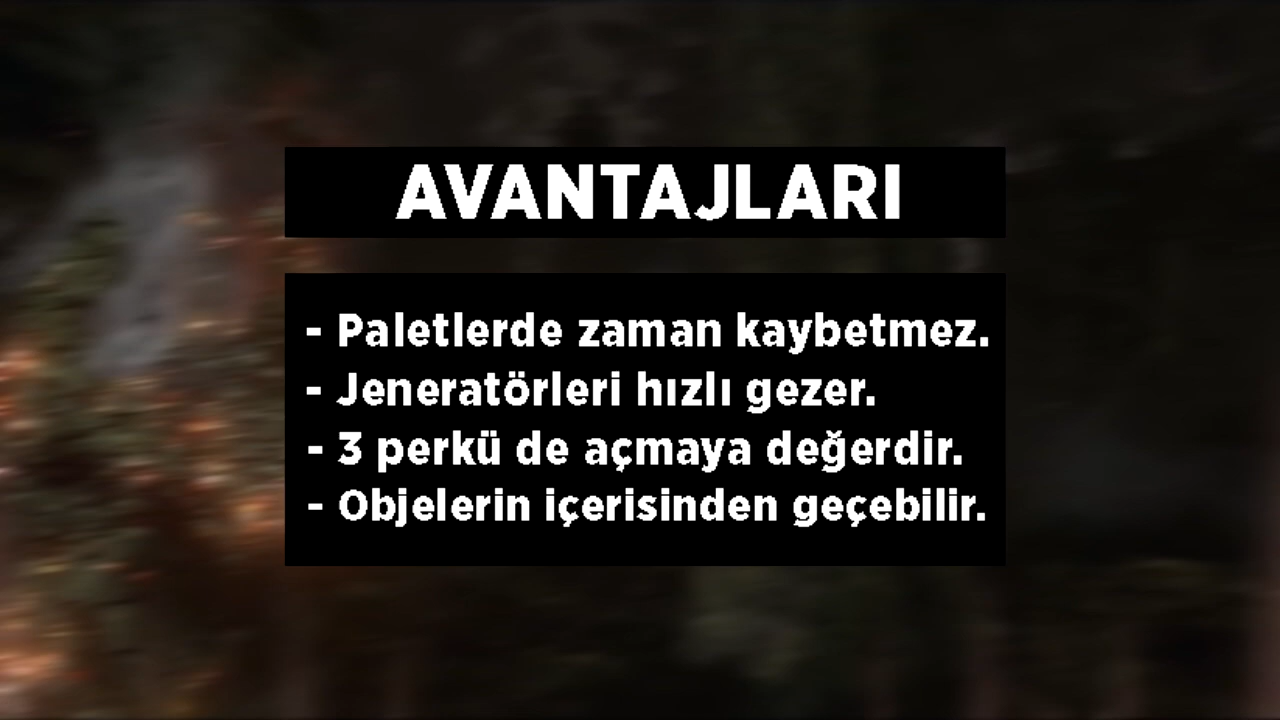 AVANTAJLARI
- Paletlerde zaman kaybetmez.
- Jeneratörleri hızlı gezer.
- 3 perkü de açmaya değerdir.
- Objelerin içerisinden geçebilir.